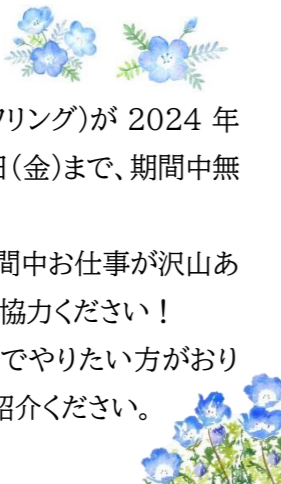 リング)が 2024 年
日(金)まで、期間中無
間中お仕事が沢山あ
協力ください！
でやりたい方がおり
紹介ください。